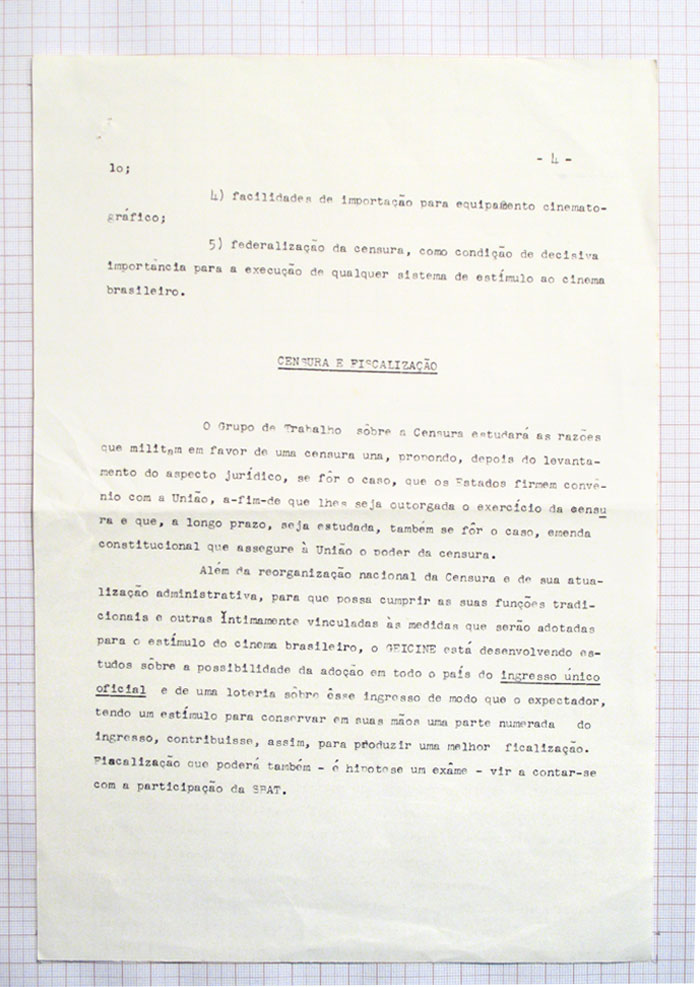 - 4 -
lo;
4) facilidades de importação para equipamento cinemato-
gráfico;
5) federalização da censura, como condição de decisiva
importância para a execução de qualquer sistema de estímulo ao cinema
brasileiro.
CENSURA E FISCALIZAÇÃO
O Grupo de Trabalho sôbre a Censura estudará as razões
que militam em favor de uma censura una, propondo, depois do levanta-
mento do aspecto jurídico, se fôr o caso, que os Estados firmem convê-
nio com a União, a-fim-de que lhes seja outorgada o exercício da censu
ra e que, a longo prazo, seja estudada, também se fôr o caso, emenda
constitucional que assegure à União o poder da censura.
Além da reorganização nacional da Censura e de sua atua-
lização administrativa, para que possa cumprir as suas funções tradi-
cionais e outras Íntimamente vinculadas às medidas que serão adotadas
para o estímulo do cinema brasileiro, o GEICINE está desenvolvendo es-
tudos sôbre a possibilidade da adoção em todo o país do ingresso único
oficial e de uma loteria sôbre êsse ingresso de modo que o expectador,
tendo um estímulo para conservar em suas mãos uma parte numerada do
ingresso, contribuisse, assim, para produzir uma melhor ficalização.
Fiacalização que poderá também - é hipotese um exâme - vir a contar-se
com a participação da SBAT.